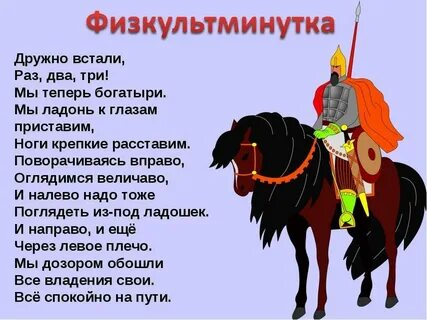 Физкультминутка
Дружно встали,
Раз, два, три!
Мы теперь богатыри.
Мы ладонь к глазам
приставим,
Ноги крепкие расставим.
Поворачиваясь вправо,
Оглядимся величаво,
И налево надо тоже
Поглядеть из-под ладошек.
И направо, и ещё
Через левое плечо.
Мы дозором обошли
Все владения свои.
Всё спокойно на пути.